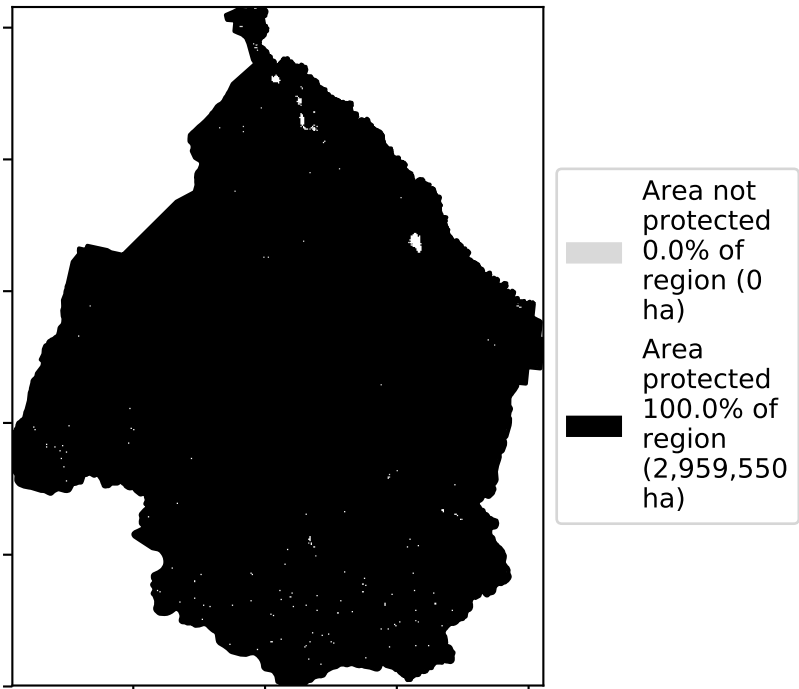 Area not
protected
0.0% of
region (0
ha)
Area
protected
100.0% of
region
(2,959,550
ha)